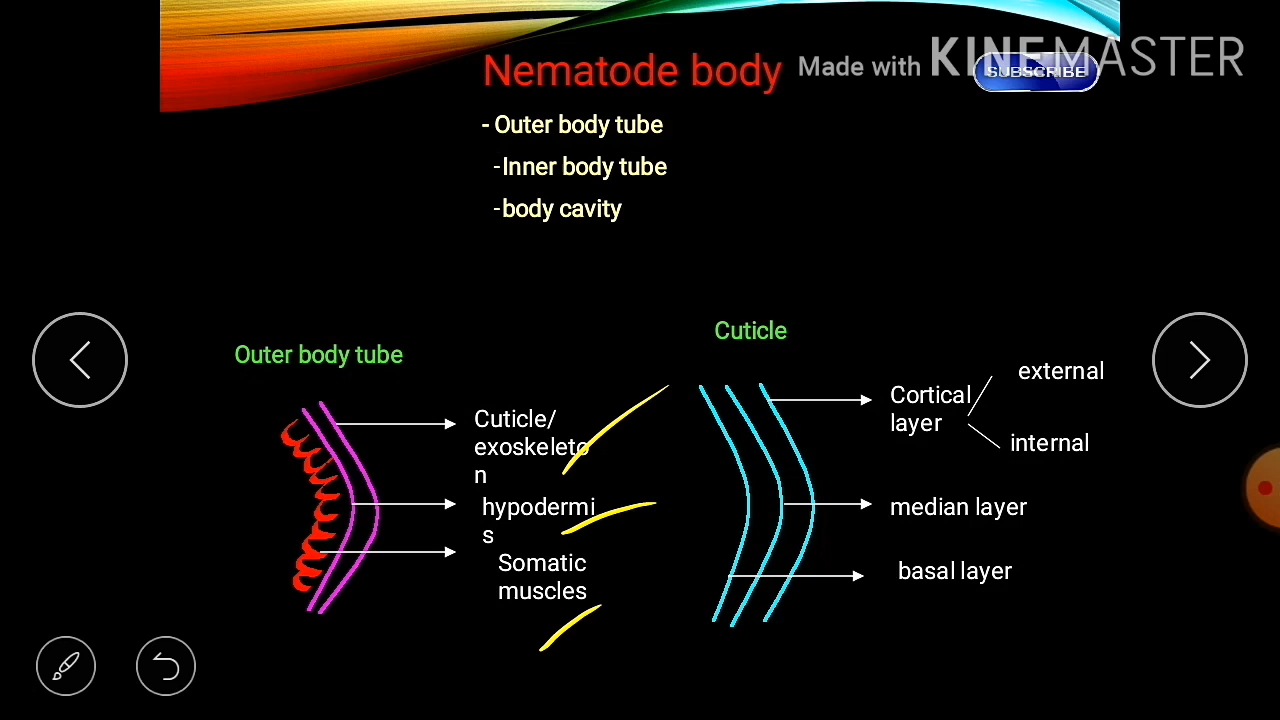 Nematode body
Made with KINEMASTER
SUBSCRIBE
- Outer body tube
-Inner body tube
-body cavity
Outer body tube
Cuticle/
exoskeleto
n
hypodermi
s
Somatic
muscles
Cuticle
Cortical
layer
external
internal
median layer
basal layer